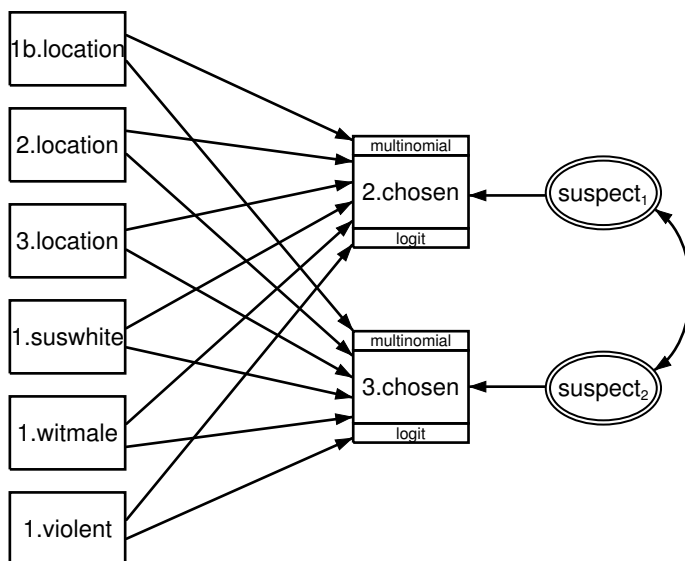 1b.location
2.location
3.location
1.suswhite
1.witmale
1.violent
multinomial
2.chosen
logit
multinomial
3.chosen
logit
suspect₁
suspect₂